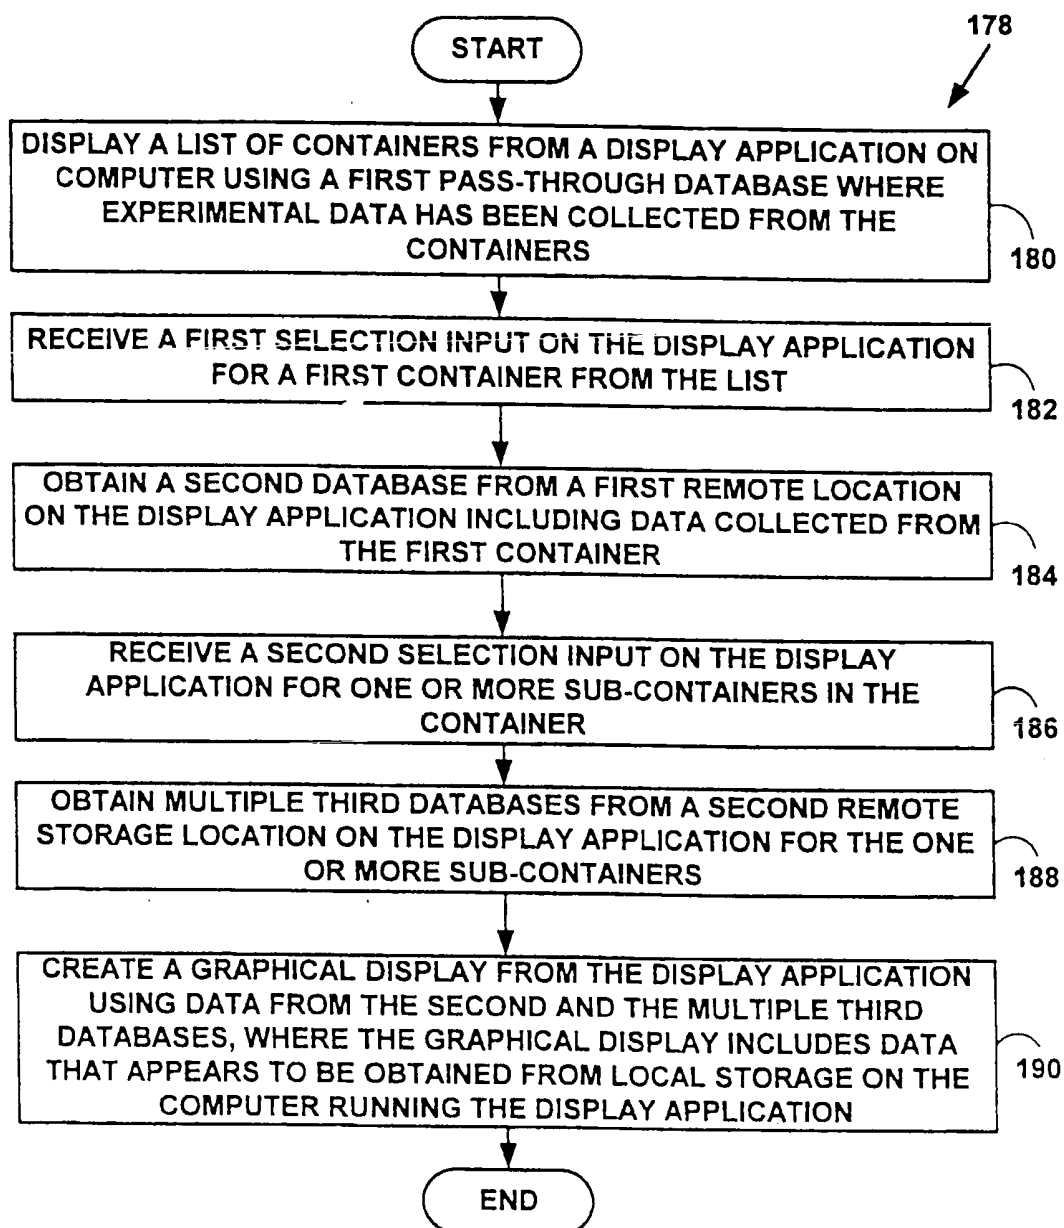 178
START
DISPLAY A LIST OF CONTAINERS FROM A DISPLAY APPLICATION ON
COMPUTER USING A FIRST PASS-THROUGH DATABASE WHERE
EXPERIMENTAL DATA HAS BEEN COLLECTED FROM THE
CONTAINERS
180
RECEIVE A FIRST SELECTION INPUT ON THE DISPLAY APPLICATION
FOR A FIRST CONTAINER FROM THE LIST
182
OBTAIN A SECOND DATABASE FROM A FIRST REMOTE LOCATION
ON THE DISPLAY APPLICATION INCLUDING DATA COLLECTED FROM
THE FIRST CONTAINER
184
RECEIVE A SECOND SELECTION INPUT ON THE DISPLAY
APPLICATION FOR ONE OR MORE SUB-CONTAINERS IN THE
CONTAINER
186
OBTAIN MULTIPLE THIRD DATABASES FROM A SECOND REMOTE
STORAGE LOCATION ON THE DISPLAY APPLICATION FOR THE ONE
OR MORE SUB-CONTAINERS
188
CREATE A GRAPHICAL DISPLAY FROM THE DISPLAY APPLICATION
USING DATA FROM THE SECOND AND THE MULTIPLE THIRD
DATABASES, WHERE THE GRAPHICAL DISPLAY INCLUDES DATA
THAT APPEARS TO BE OBTAINED FROM LOCAL STORAGE ON THE
COMPUTER RUNNING THE DISPLAY APPLICATION
190
END